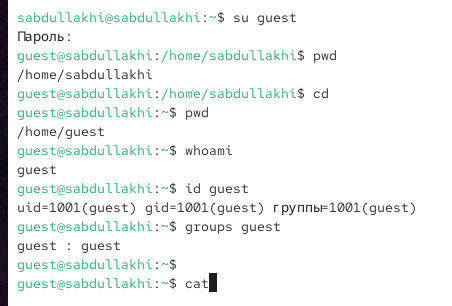 sabdullakhi@sabdullakhi:~$ su guest
Пароль:
guest@sabdullakhi:/home/sabdullakhi$ pwd
/home/sabdullakhi
guest@sabdullakhi:/home/sabdullakhi$ cd
guest@sabdullakhi:~$ pwd
/home/guest
guest@sabdullakhi:~$ whoami
guest
guest@sabdullakhi:~$ id guest
uid=1001(guest) gid=1001(guest) группы=1001(guest)
guest@sabdullakhi:~$ groups guest
guest : guest
guest@sabdullakhi:~$
guest@sabdullakhi:~$ cat